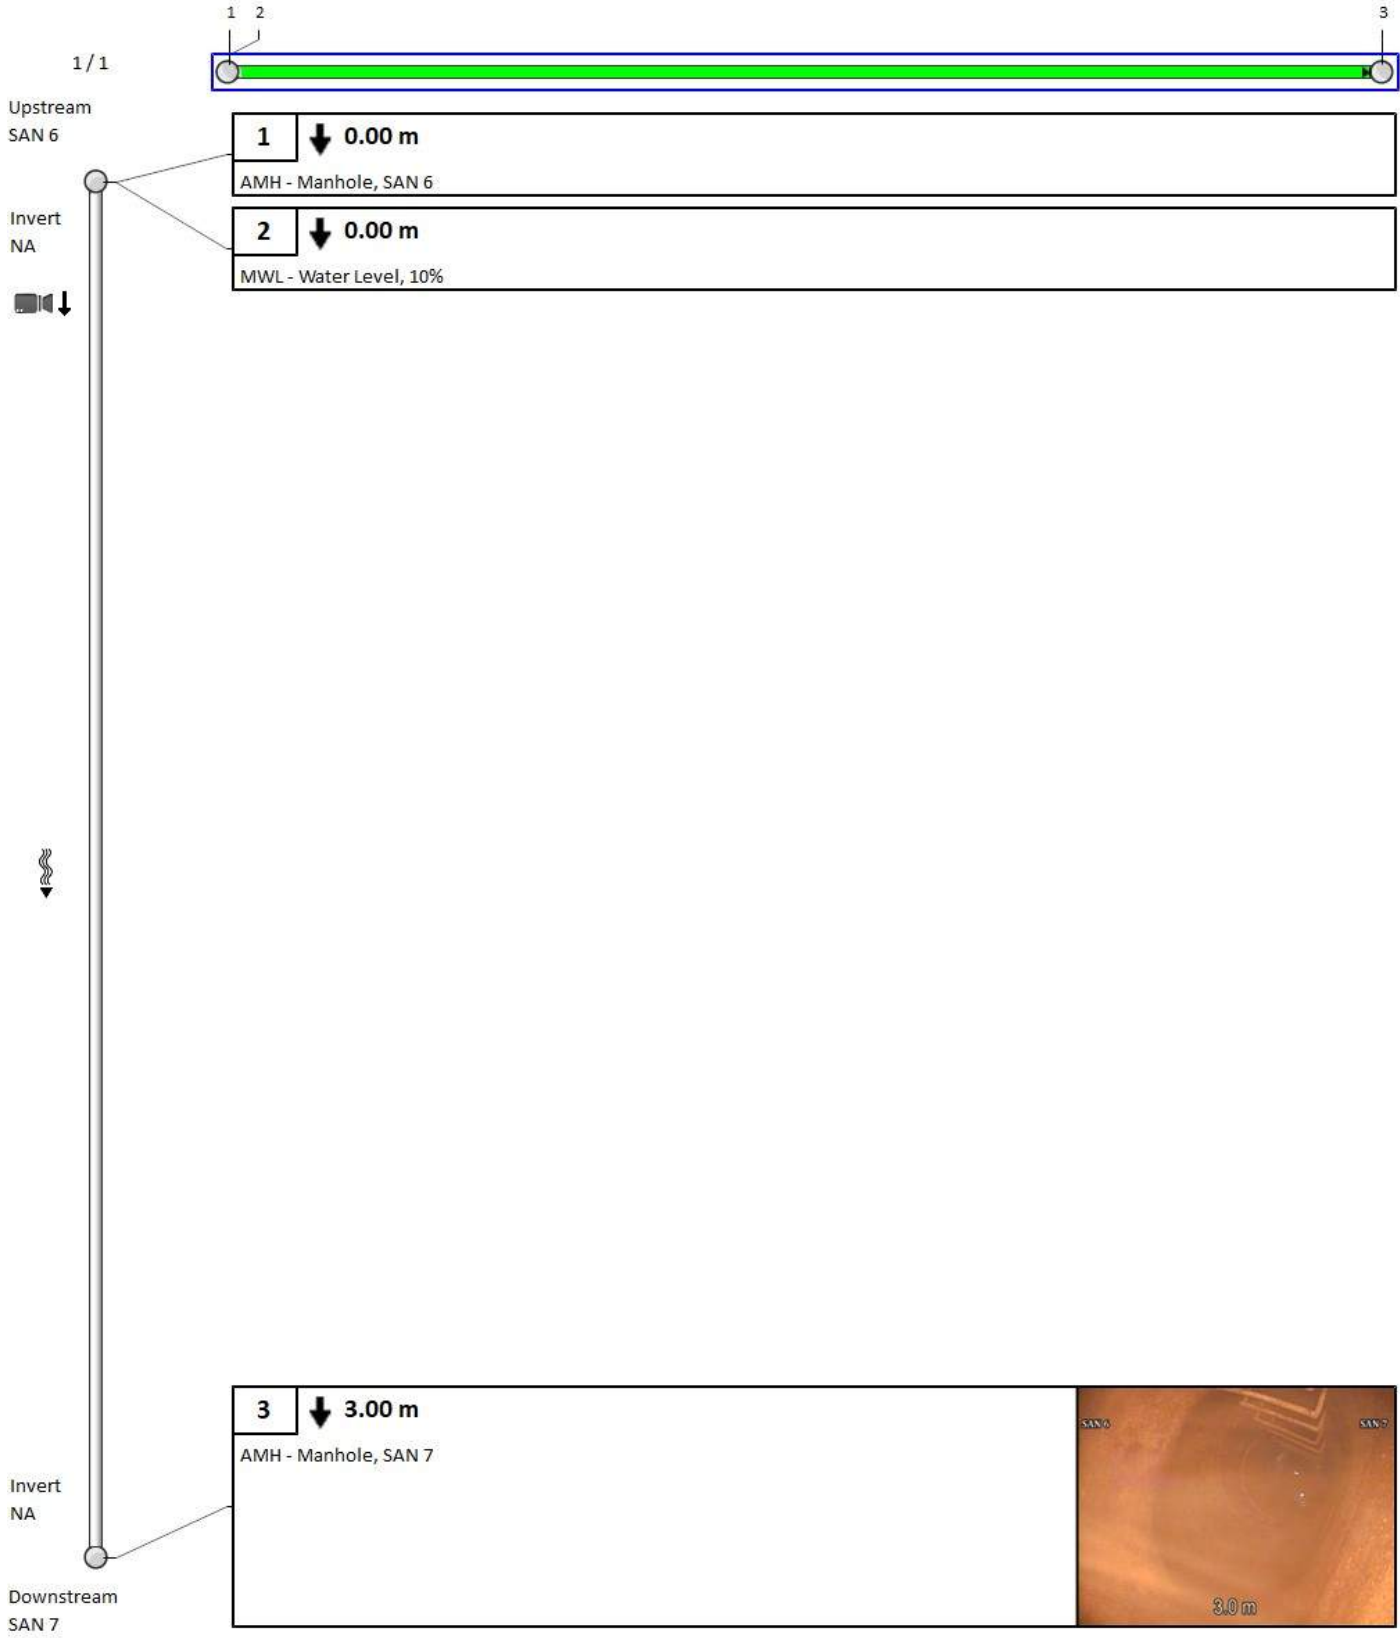 1 2 3
1 / 1
Upstream
SAN 6
1 0.00 m
AMH - Manhole, SAN 6
Invert
NA
2 0.00 m
MWL - Water Level, 10%
3 3.00 m
AMH - Manhole, SAN 7
SAN 6 SAN 7
3.0 m
Invert
NA
Downstream
SAN 7